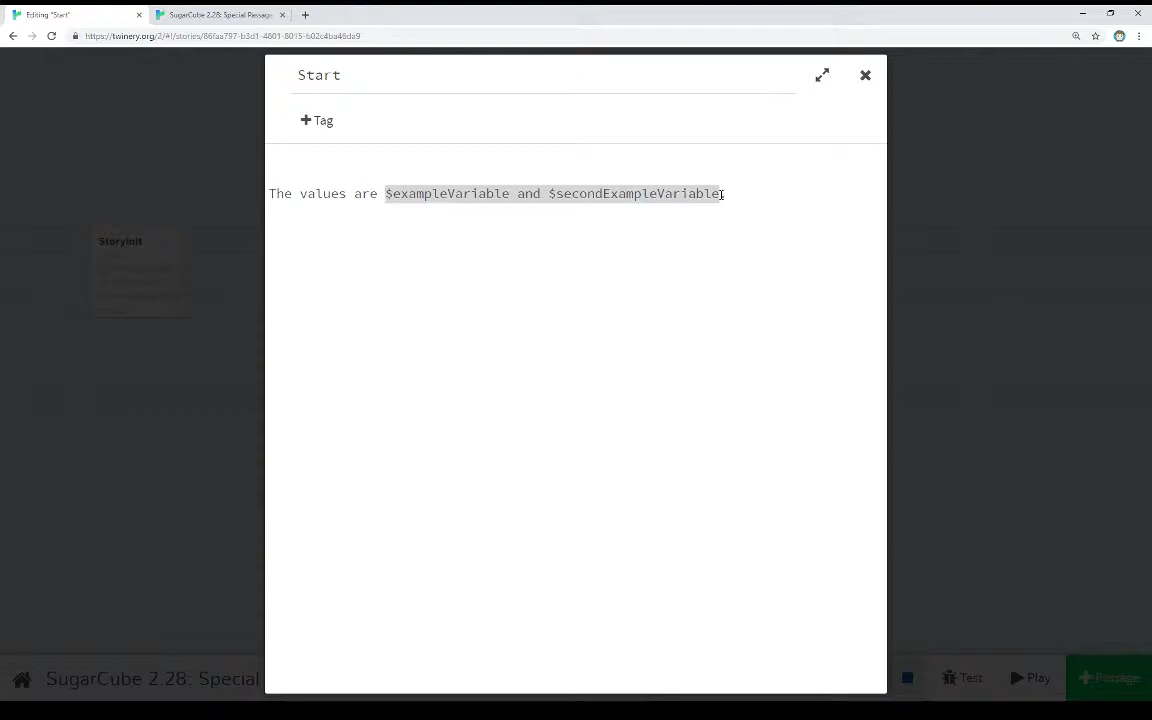 Editing "Start"
SugarCube 2.28: Special Passage
https://twinery.org/2/#!/stories/86faa797-b3d1-4801-8015-b02c4ba46da9
Start
+Tag
The values are $exampleVariable and $secondExampleVariable
StoryInit
SugarCube 2.28: Special
Test
Play
+Passage